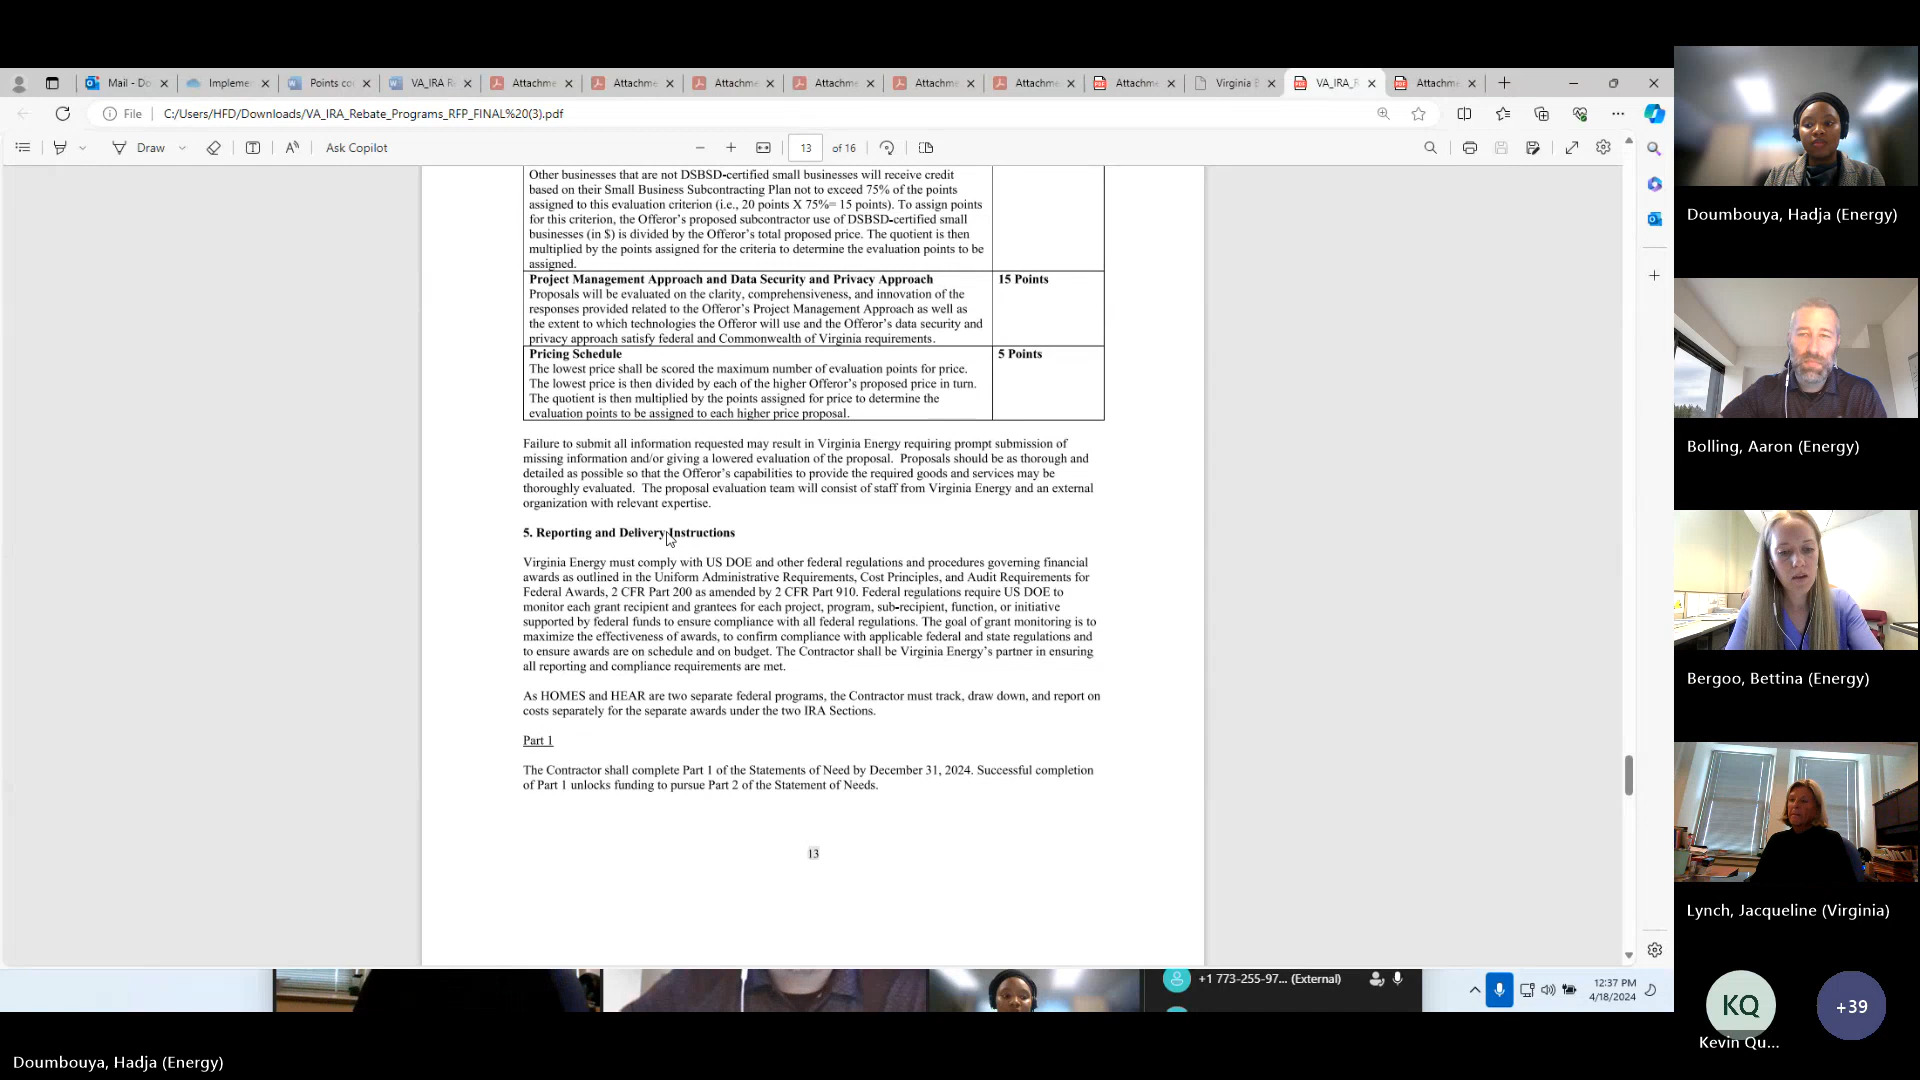 Mail - Do
Impleme
Points co
VA_IRA R
Attachme
Attachme
Attachme
Attachme
Attachme
Attachme
Attachme
Virginia E
VA_IRA_R
Attachme
File
C:/Users/HFD/Downloads/VA_IRA_Rebate_Programs_RFP_FINAL%20(3).pdf
Draw
Ask Copilot
13
of 16
Other businesses that are not DSBSD-certified small businesses will receive credit
based on their Small Business Subcontracting Plan not to exceed 75% of the points
assigned to this evaluation criterion (i.e., 20 points X 75%= 15 points). To assign points
for this criterion, the Offeror's proposed subcontractor use of DSBSD-certified small
businesses (in $) is divided by the Offeror's total proposed price. The quotient is then
multiplied by the points assigned for the criteria to determine the evaluation points to be
assigned.
Project Management Approach and Data Security and Privacy Approach
15 Points
Proposals will be evaluated on the clarity, comprehensiveness, and innovation of the
responses provided related to the Offeror's Project Management Approach as well as
the extent to which technologies the Offeror will use and the Offeror's data security and
privacy approach satisfy federal and Commonwealth of Virginia requirements.
Pricing Schedule
5 Points
The lowest price shall be scored the maximum number of evaluation points for price.
The lowest price is then divided by each of the higher Offeror's proposed price in turn.
The quotient is then multiplied by the points assigned for price to determine the
evaluation points to be assigned to each higher price proposal.
Failure to submit all information requested may result in Virginia Energy requiring prompt submission of
missing information and/or giving a lowered evaluation of the proposal. Proposals should be as thorough and
detailed as possible so that the Offeror's capabilities to provide the required goods and services may be
thoroughly evaluated. The proposal evaluation team will consist of staff from Virginia Energy and an external
organization with relevant expertise.
5. Reporting and Delivery Instructions
Virginia Energy must comply with US DOE and other federal regulations and procedures governing financial
awards as outlined in the Uniform Administrative Requirements, Cost Principles, and Audit Requirements for
Federal Awards, 2 CFR Part 200 as amended by 2 CFR Part 910. Federal regulations require US DOE to
monitor each grant recipient and grantees for each project, program, sub-recipient, function, or initiative
supported by federal funds to ensure compliance with all federal regulations. The goal of grant monitoring is to
maximize the effectiveness of awards, to confirm compliance with applicable federal and state regulations and
to ensure awards are on schedule and on budget. The Contractor shall be Virginia Energy's partner in ensuring
all reporting and compliance requirements are met.
As HOMES and HEAR are two separate federal programs, the Contractor must track, draw down, and report on
costs separately for the separate awards under the two IRA Sections.
Part 1
The Contractor shall complete Part 1 of the Statements of Need by December 31, 2024. Successful completion
of Part 1 unlocks funding to pursue Part 2 of the Statement of Needs.
13
+1 773-255-97... (External)
12:37 PM
4/18/2024
Doumbouya, Hadja (Energy)
Bolling, Aaron (Energy)
Bergoo, Bettina (Energy)
Lynch, Jacqueline (Virginia)
KQ
+39
Kevin Qu...
Doumbouya, Hadja (Energy)